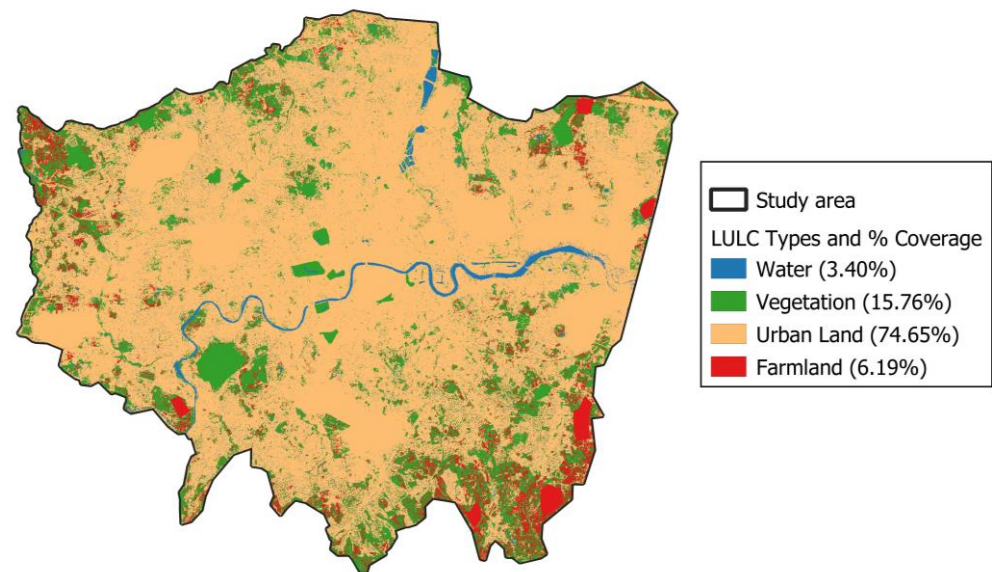 Study area
LULC Types and % Coverage
Water (3.40%)
Vegetation (15.76%)
Urban Land (74.65%)
Farmland (6.19%)